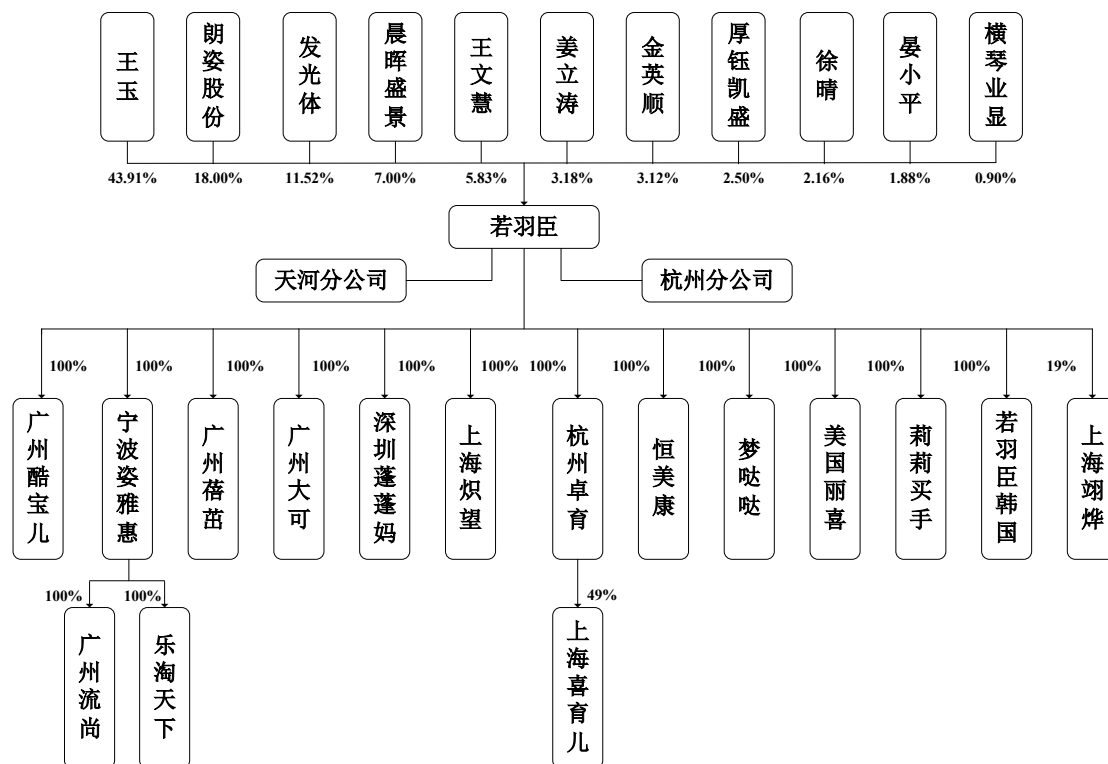 王玉
朗姿股份
发光体
晨晖盛景
王文慧
姜立涛
金英顺
厚钰凯盛
徐晴
晏小平
横琴业显
43.91%
18.00%
11.52%
7.00%
5.83%
3.18%
3.12%
2.50%
2.16%
1.88%
0.90%
若羽臣
天河分公司
杭州分公司
100%
100%
100%
100%
100%
100%
100%
100%
100%
100%
100%
100%
19%
广州酷宝儿
宁波姿雅惠
广州蓓茁
广州大可
深圳蓬蓬妈
上海炽望
杭州卓育
恒美康
梦哒哒
美国丽喜
莉莉买手
若羽臣韩国
上海翊烨
100%
100%
49%
广州流尚
乐淘天下
上海喜育儿